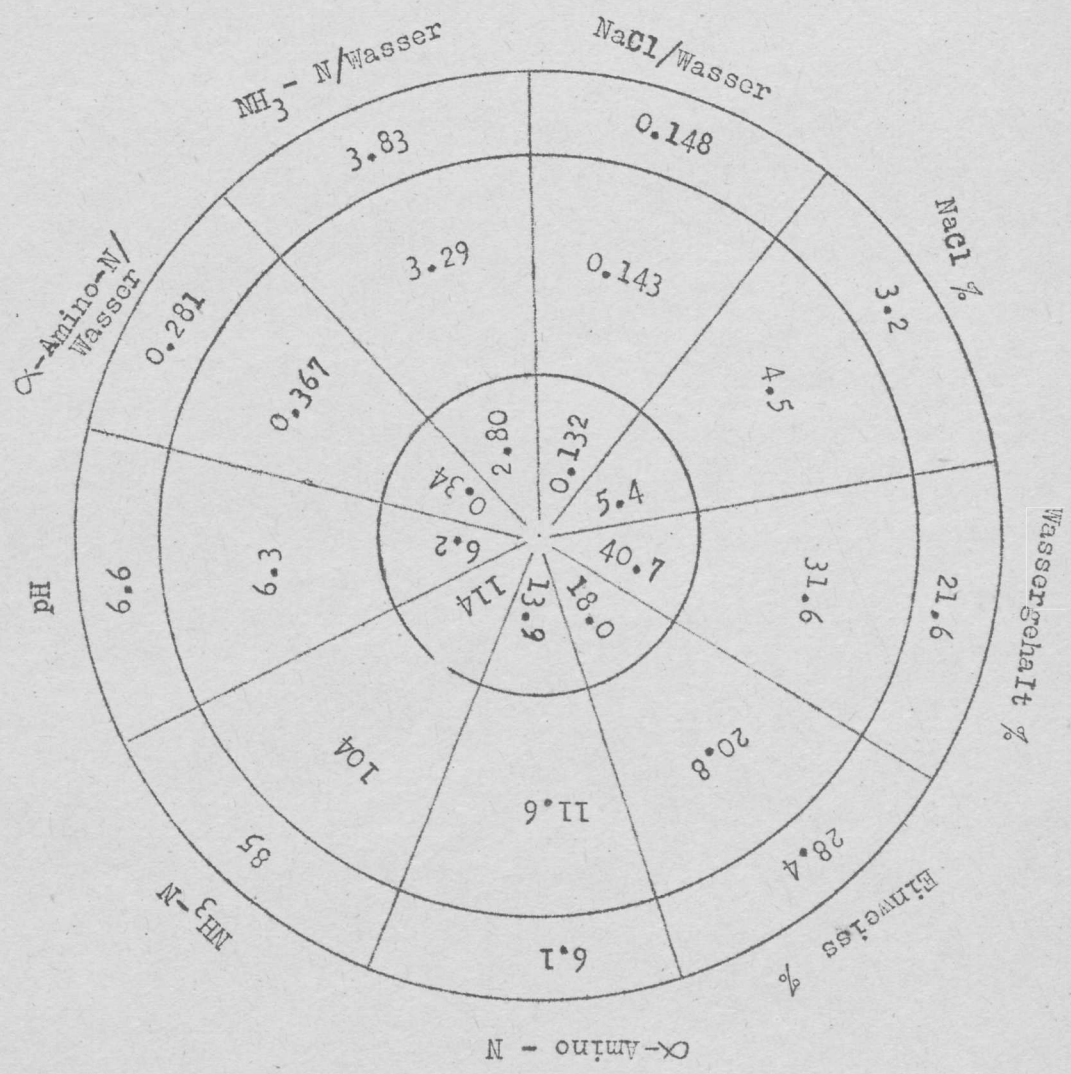 NaCl/Wasser
0.148
0.143
0.132
NaCl %
3.2
4.5
5.4
Wassergehalt %
21.6
31.6
40.7
Einweiss %
28.4
20.8
18.0
α-Amino - N
6.1
11.6
13.9
NH3-N
85
104
114
pH
6.6
6.3
6.2
α-Amino-N/
Wasser
0.281
0.367
0.34
NH3 - N/Wasser
3.83
3.29
2.80